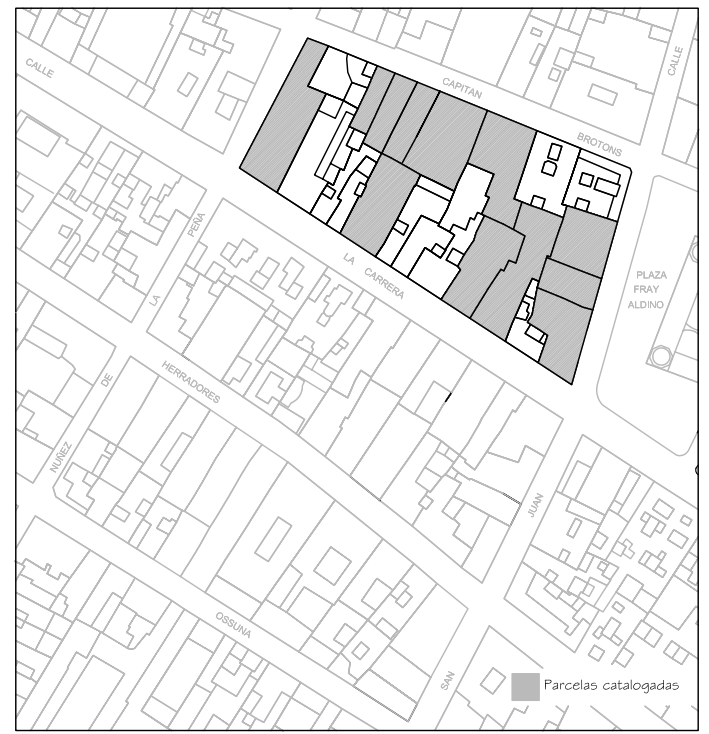 CALLE
CAPITAN
BROTONS
CALLE
PEÑA
LA
LA CARRERA
PLAZA
FRAY
ALDINO
HERRADORES
DE
NUÑEZ
JUAN
OSSUNA
SAN
Parcelas catalogadas